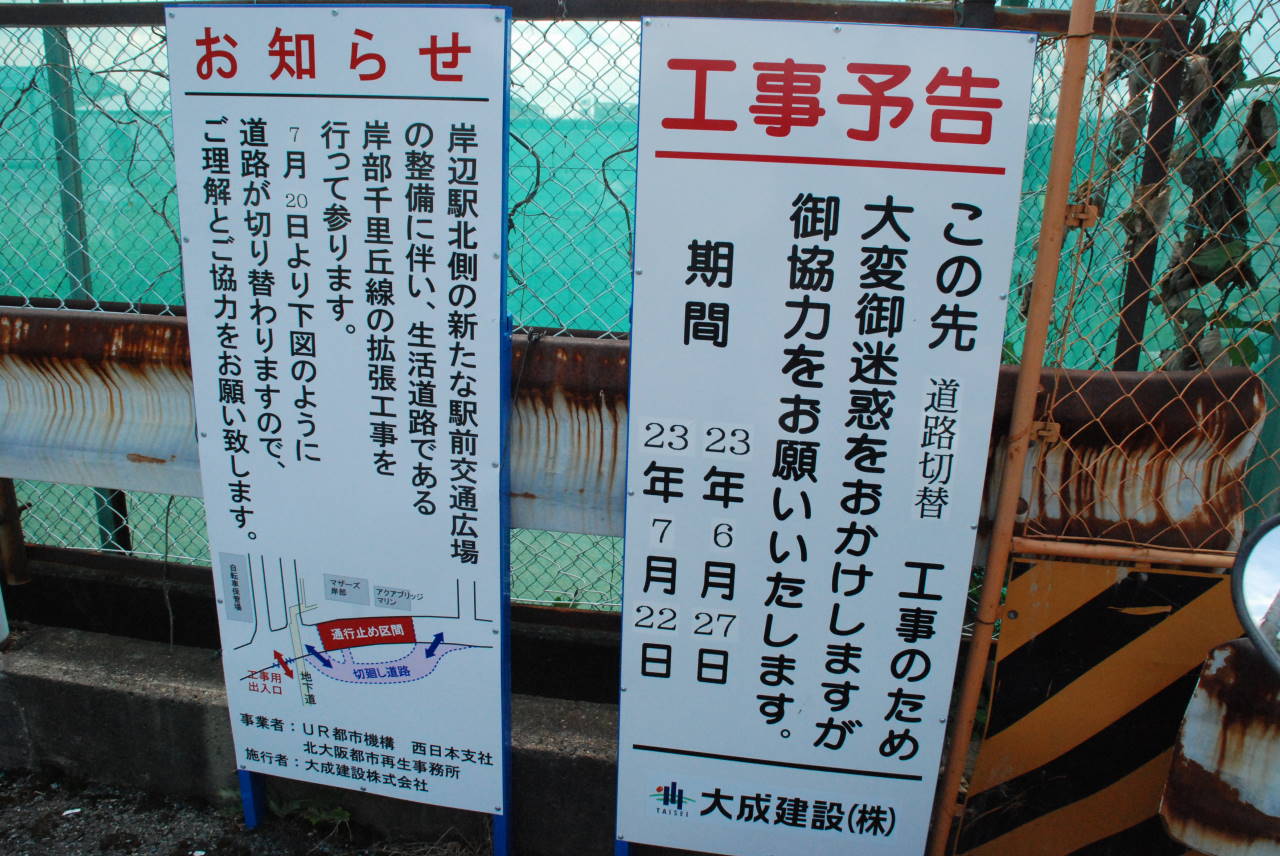 お知らせ
岸辺駅北側の新たな駅前交通広場
の整備に伴い、生活道路である
岸部千里丘線の拡張工事を
行って参ります。
7月20日より下図のように
道路が切り替わりますので、
ご理解とご協力をお願い致します。
自転車保管場
マザーズ
岸部
アクアブリッジ
マリン
通行止め区間
切廻し道路
工事用
出入口
地下道
事業者：UR都市機構　西日本支社
北大阪都市再生事務所
施行者：大成建設株式会社
工事予告
この先 道路切替 工事のため
大変御迷惑をおかけしますが
御協力をお願いいたします。
期間
23年6月27日
23年7月22日
TAISEI
大成建設(株)